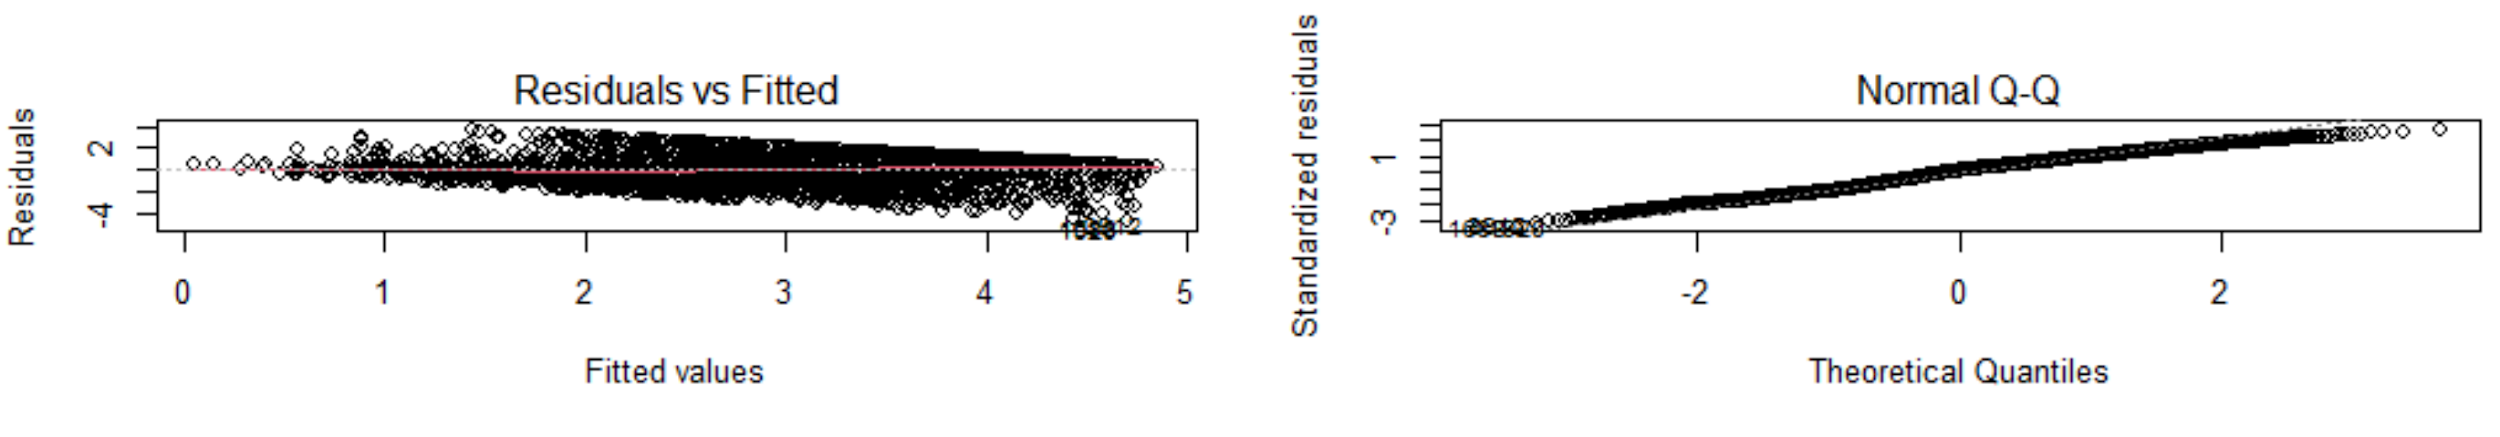 Residuals vs Fitted
Residuals
2
-4
0 1 2 3 4 5
Fitted values
Normal Q-Q
Standardized residuals
1
-3
-2 0 2
Theoretical Quantiles